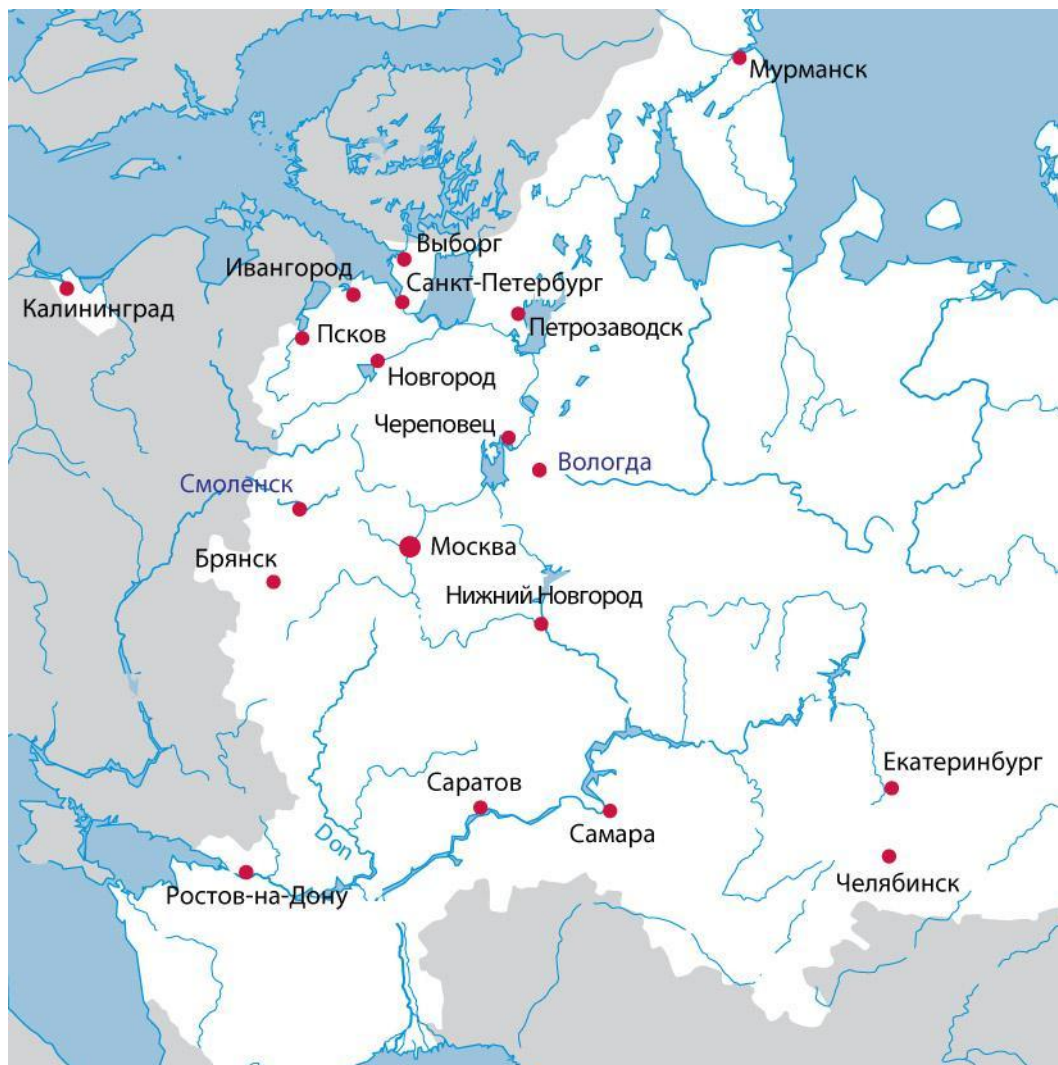 Мурманск
Выборг
Ивангород
Санкт-Петербург
Калининград
Петрозаводск
Псков
Новгород
Череповец
Вологда
Смоленск
Москва
Брянск
Нижний Новгород
Екатеринбург
Саратов
Самара
Don
Челябинск
Ростов-на-Дону